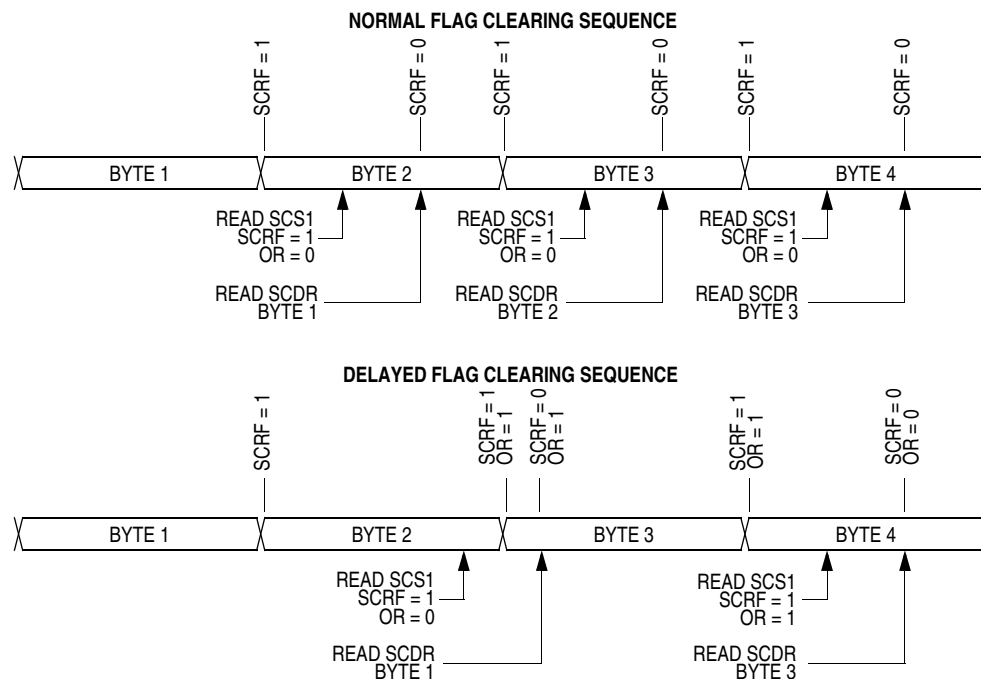 NORMAL FLAG CLEARING SEQUENCE
SCRF = 1
SCRF = 0
SCRF = 1
SCRF = 0
SCRF = 1
SCRF = 0
BYTE 1
BYTE 2
BYTE 3
BYTE 4
READ SCS1
SCRF = 1
OR = 0
READ SCS1
SCRF = 1
OR = 0
READ SCS1
SCRF = 1
OR = 0
READ SCDR
BYTE 1
READ SCDR
BYTE 2
READ SCDR
BYTE 3
DELAYED FLAG CLEARING SEQUENCE
SCRF = 1
SCRF = 1
OR = 1
SCRF = 0
OR = 1
SCRF = 1
OR = 1
SCRF = 0
OR = 0
BYTE 1
BYTE 2
BYTE 3
BYTE 4
READ SCS1
SCRF = 1
OR = 0
READ SCS1
SCRF = 1
OR = 1
READ SCDR
BYTE 1
READ SCDR
BYTE 3